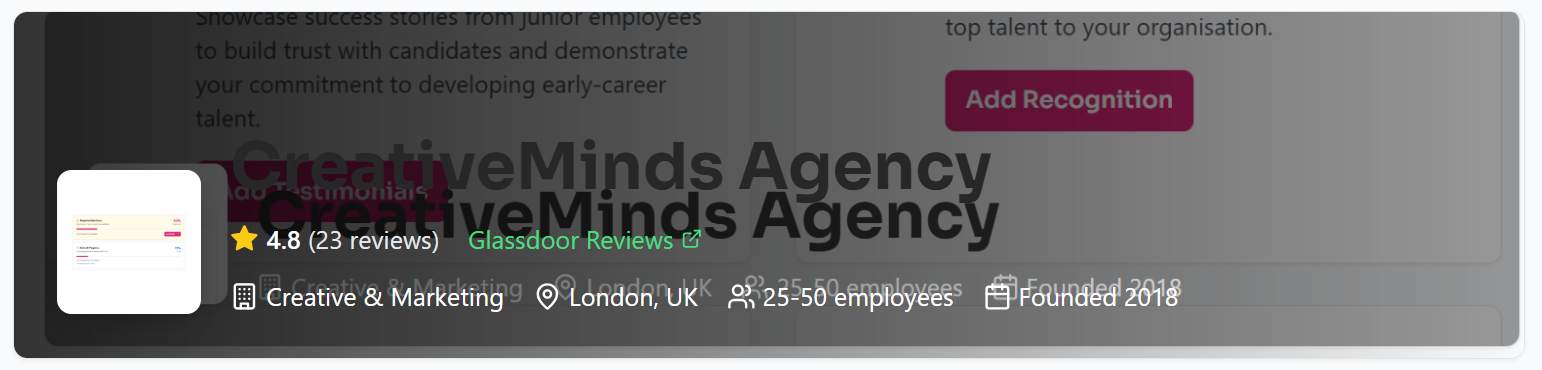 Showcase success stories from junior employees
to build trust with candidates and demonstrate
your commitment to developing early-career
talent.
top talent to your organisation.
Add Recognition
Add Testimonials
CreativeMinds Agency
CreativeMinds Agency
4.8 (23 reviews) Glassdoor Reviews
Creative & Marketing London, UK 25-50 employees Founded 2018
Creative & Marketing London, UK 25-50 employees Founded 2018